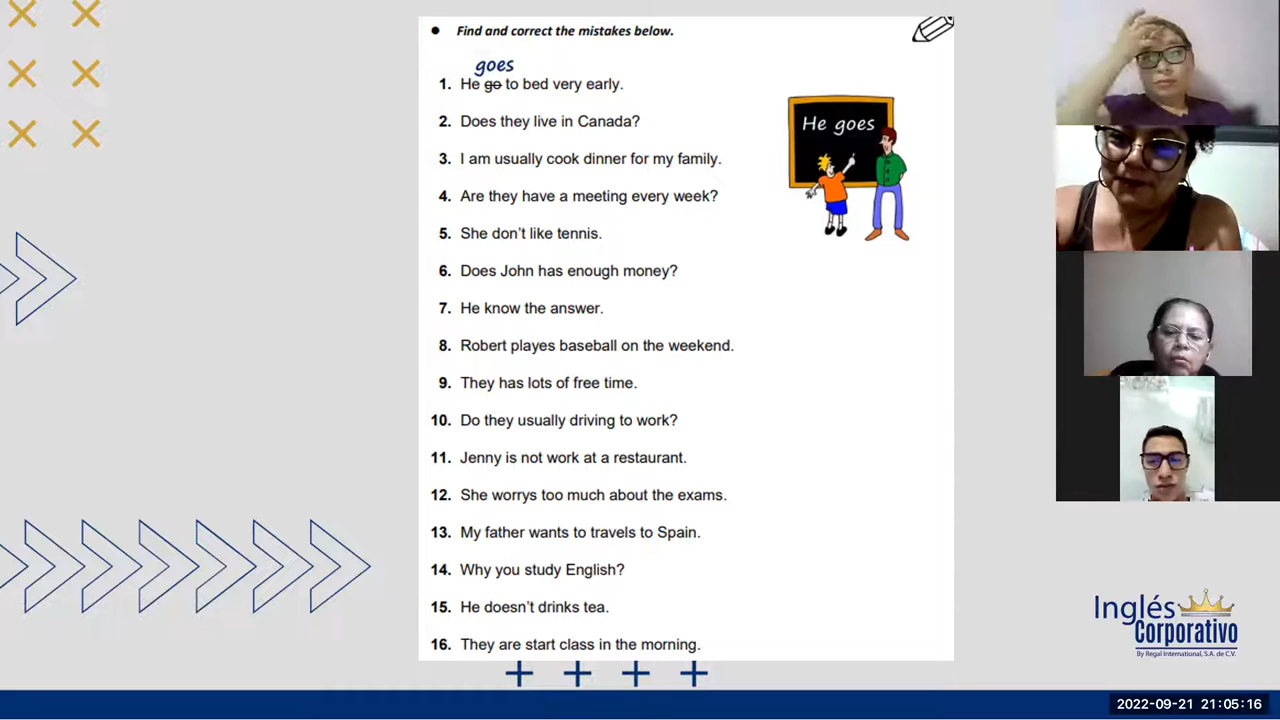 Find and correct the mistakes below.
goes
1. He go to bed very early.
2. Does they live in Canada?
3. I am usually cook dinner for my family.
4. Are they have a meeting every week?
5. She don't like tennis.
6. Does John has enough money?
7. He know the answer.
8. Robert playes baseball on the weekend.
9. They has lots of free time.
10. Do they usually driving to work?
11. Jenny is not work at a restaurant.
12. She worrys too much about the exams.
13. My father wants to travels to Spain.
14. Why you study English?
15. He doesn't drinks tea.
16. They are start class in the morning.
He goes
Inglés
Corporativo
By Regal International, S.A. de C.V.
2022-09-21 21:05:16